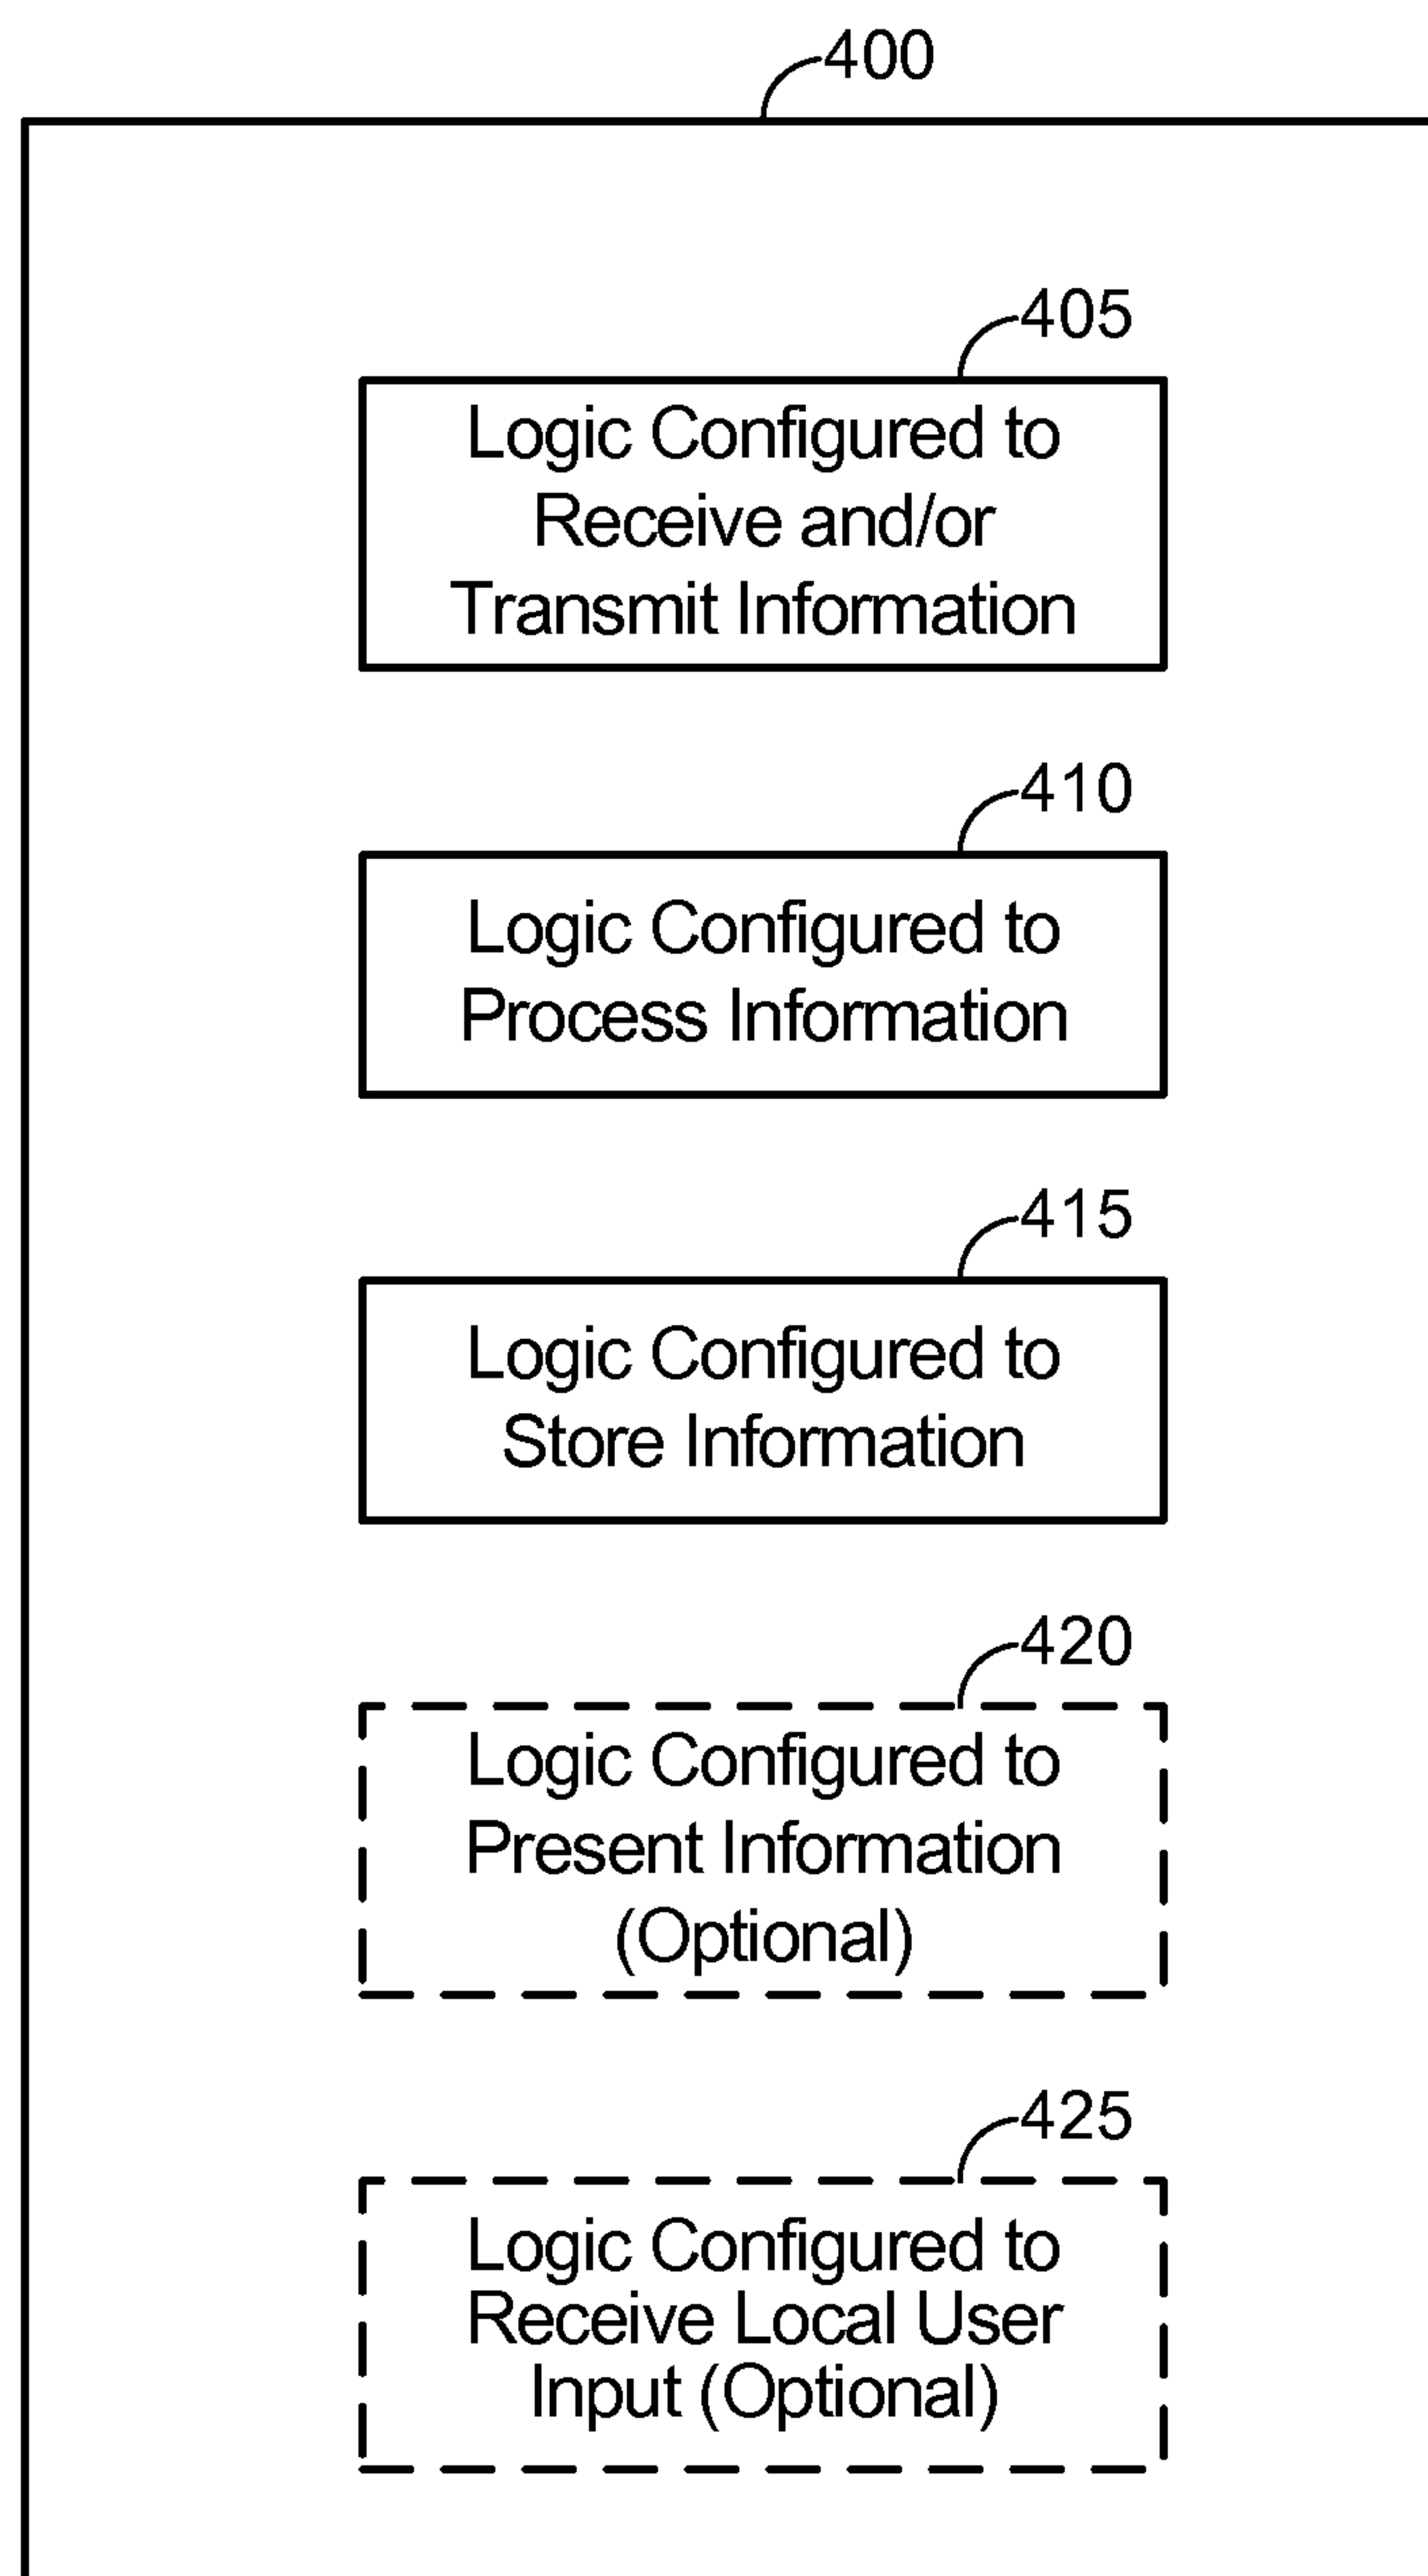 400
405
Logic Configured to
Receive and/or
Transmit Information
410
Logic Configured to
Process Information
415
Logic Configured to
Store Information
420
Logic Configured to
Present Information
(Optional)
425
Logic Configured to
Receive Local User
Input (Optional)